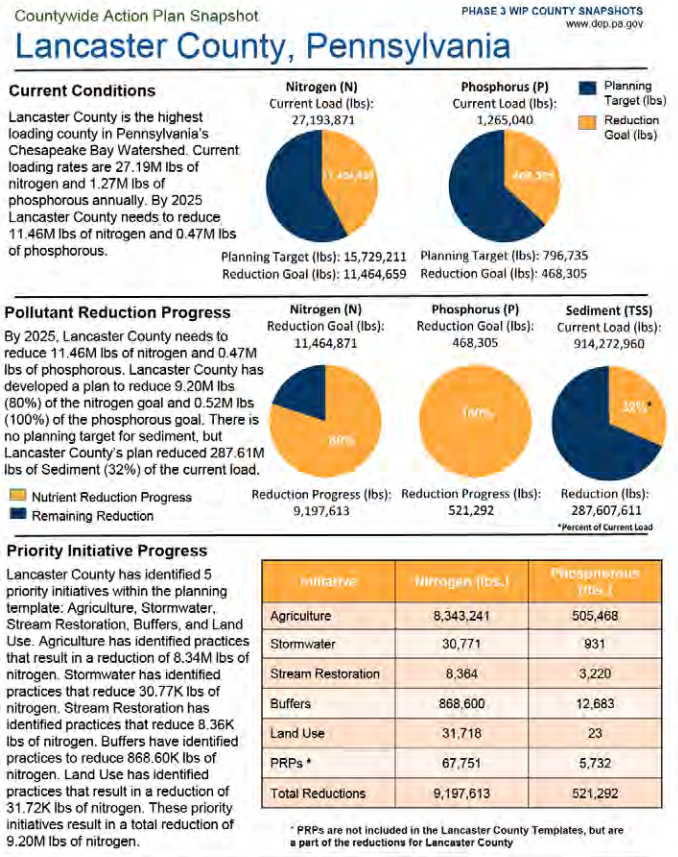 Countywide Action Plan Snapshot
PHASE 3 WIP COUNTY SNAPSHOTS
www.dep.pa.gov
Lancaster County, Pennsylvania
Current Conditions
Lancaster County is the highest
loading county in Pennsylvania's
Chesapeake Bay Watershed. Current
loading rates are 27.19M lbs of
nitrogen and 1.27M lbs of
phosphorous annually. By 2025
Lancaster County needs to reduce
11.46M lbs of nitrogen and 0.47M lbs
of phosphorous.
Nitrogen (N)
Current Load (lbs):
27,193,871
Planning Target (lbs): 15,729,211
Reduction Goal (lbs): 11,464,659
Phosphorus (P)
Current Load (lbs):
1,265,040
468,305
Planning Target (lbs): 796,735
Reduction Goal (lbs): 468,305
Planning
Target (lbs)
Reduction
Goal (lbs)
Pollutant Reduction Progress
By 2025, Lancaster County needs to
reduce 11.46M lbs of nitrogen and 0.47M
lbs of phosphorous. Lancaster County has
developed a plan to reduce 9.20M lbs
(80%) of the nitrogen goal and 0.52M lbs
(100%) of the phosphorous goal. There is
no planning target for sediment, but
Lancaster County's plan reduced 287.61M
lbs of Sediment (32%) of the current load.
Nutrient Reduction Progress
Remaining Reduction
Nitrogen (N)
Reduction Goal (lbs):
11,464,871
80%
Reduction Progress (lbs):
9,197,613
Phosphorus (P)
Reduction Goal (lbs):
468,305
100%
Reduction Progress (lbs):
521,292
Sediment (TSS)
Current Load (lbs):
914,272,960
32%*
Reduction (lbs):
287,607,611
*Percent of Current Load
Priority Initiative Progress
Lancaster County has identified 5
priority initiatives within the planning
template: Agriculture, Stormwater,
Stream Restoration, Buffers, and Land
Use. Agriculture has identified practices
that result in a reduction of 8.34M lbs of
nitrogen. Stormwater has identified
practices that reduce 30.77K lbs of
nitrogen. Stream Restoration has
identified practices that reduce 8.36K
lbs of nitrogen. Buffers have identified
practices to reduce 868.60K lbs of
nitrogen. Land Use has identified
practices that result in a reduction of
31.72K lbs of nitrogen. These priority
initiatives result in a total reduction of
9.20M lbs of nitrogen.
Initiative Nitrogen (lbs.) Phosphorous (lbs.)
Agriculture 8,343,241 505,468
Stormwater 30,771 931
Stream Restoration 8,364 3,220
Buffers 868,600 12,683
Land Use 31,718 23
PRPs * 67,751 5,732
Total Reductions 9,197,613 521,292
* PRPs are not included in the Lancaster County Templates, but are
a part of the reductions for Lancaster County